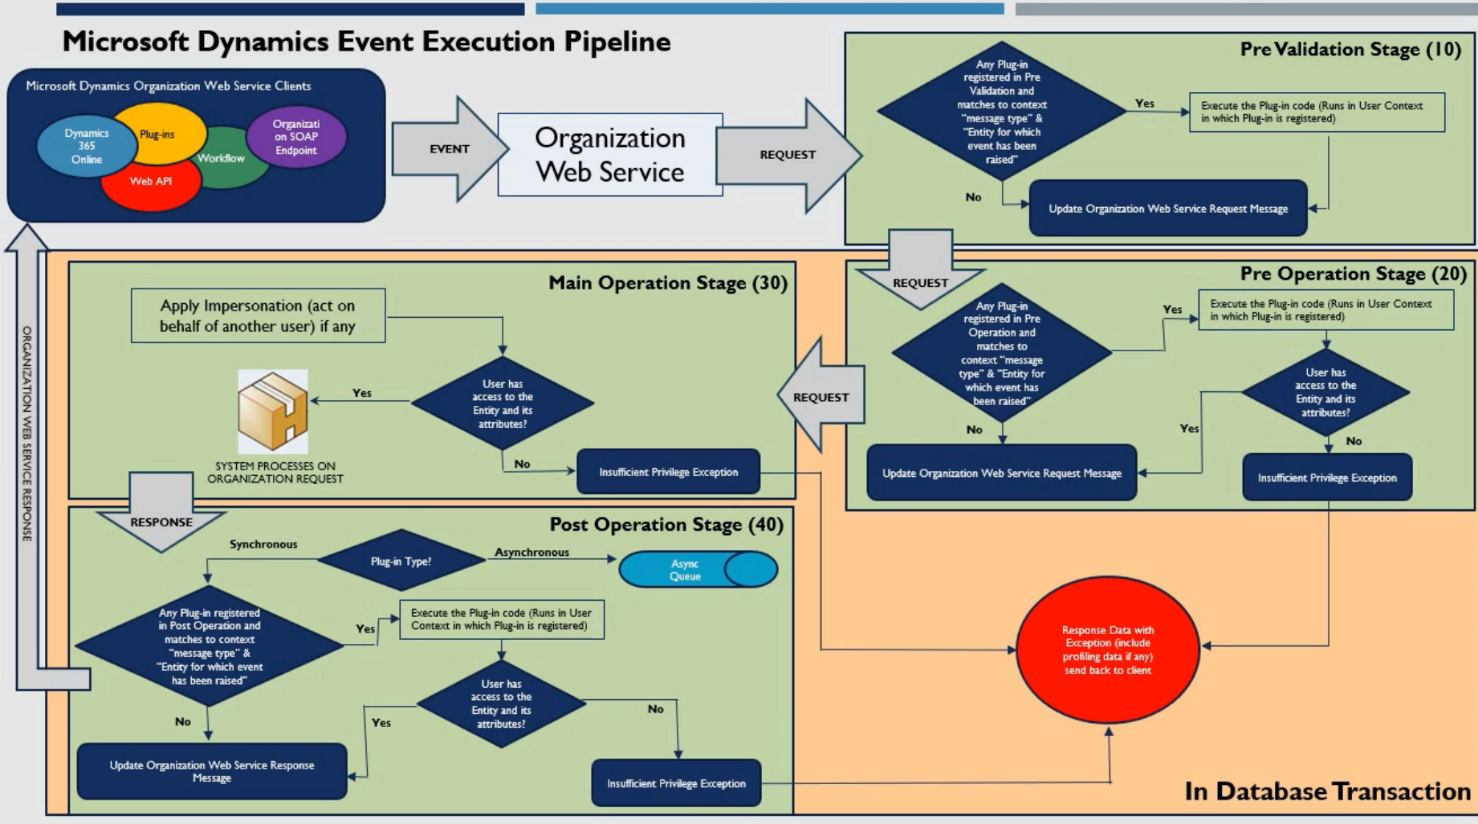 Microsoft Dynamics Event Execution Pipeline
Microsoft Dynamics Organization Web Service Clients
Dynamics
365
Online
Plug-ins
Workflow
Organizati
on SOAP
Endpoint
Web API
EVENT
Organization
Web Service
REQUEST
Pre Validation Stage (10)
Any Plug-in
registered in Pre
Validation and
matches to context
"message type" &
"Entity for which
event has been
raised"
Yes
Execute the Plug-in code (Runs in User Context
in which Plug-in is registered)
No
Update Organization Web Service Request Message
REQUEST
Pre Operation Stage (20)
Any Plug-in
registered in Pre
Operation and
matches to
context "message
type" & "Entity for
which event has
been raised"
Yes
Execute the Plug-in code (Runs in User Context
in which Plug-in is registered)
User has
access to the
Entity and its
attributes?
Yes
No
No
Update Organization Web Service Request Message
Insufficient Privilege Exception
REQUEST
Main Operation Stage (30)
Apply Impersonation (act on
behalf of another user) if any
User has
access to the
Entity and its
attributes?
Yes
SYSTEM PROCESSES ON
ORGANIZATION REQUEST
No
Insufficient Privilege Exception
RESPONSE
Post Operation Stage (40)
Synchronous
Plug-in Type?
Asynchronous
Async
Queue
Any Plug-in registered
in Post Operation and
matches to context
"message type" &
"Entity for which event
has been raised"
Yes
Execute the Plug-in code (Runs in User
Context in which Plug-in is registered)
User has
access to the
Entity and its
attributes?
No
Yes
No
Update Organization Web Service Response
Message
Insufficient Privilege Exception
ORGANIZATION WEB SERVICE RESPONSE
Response Data with
Exception (include
profiling data if any)
send back to client
In Database Transaction